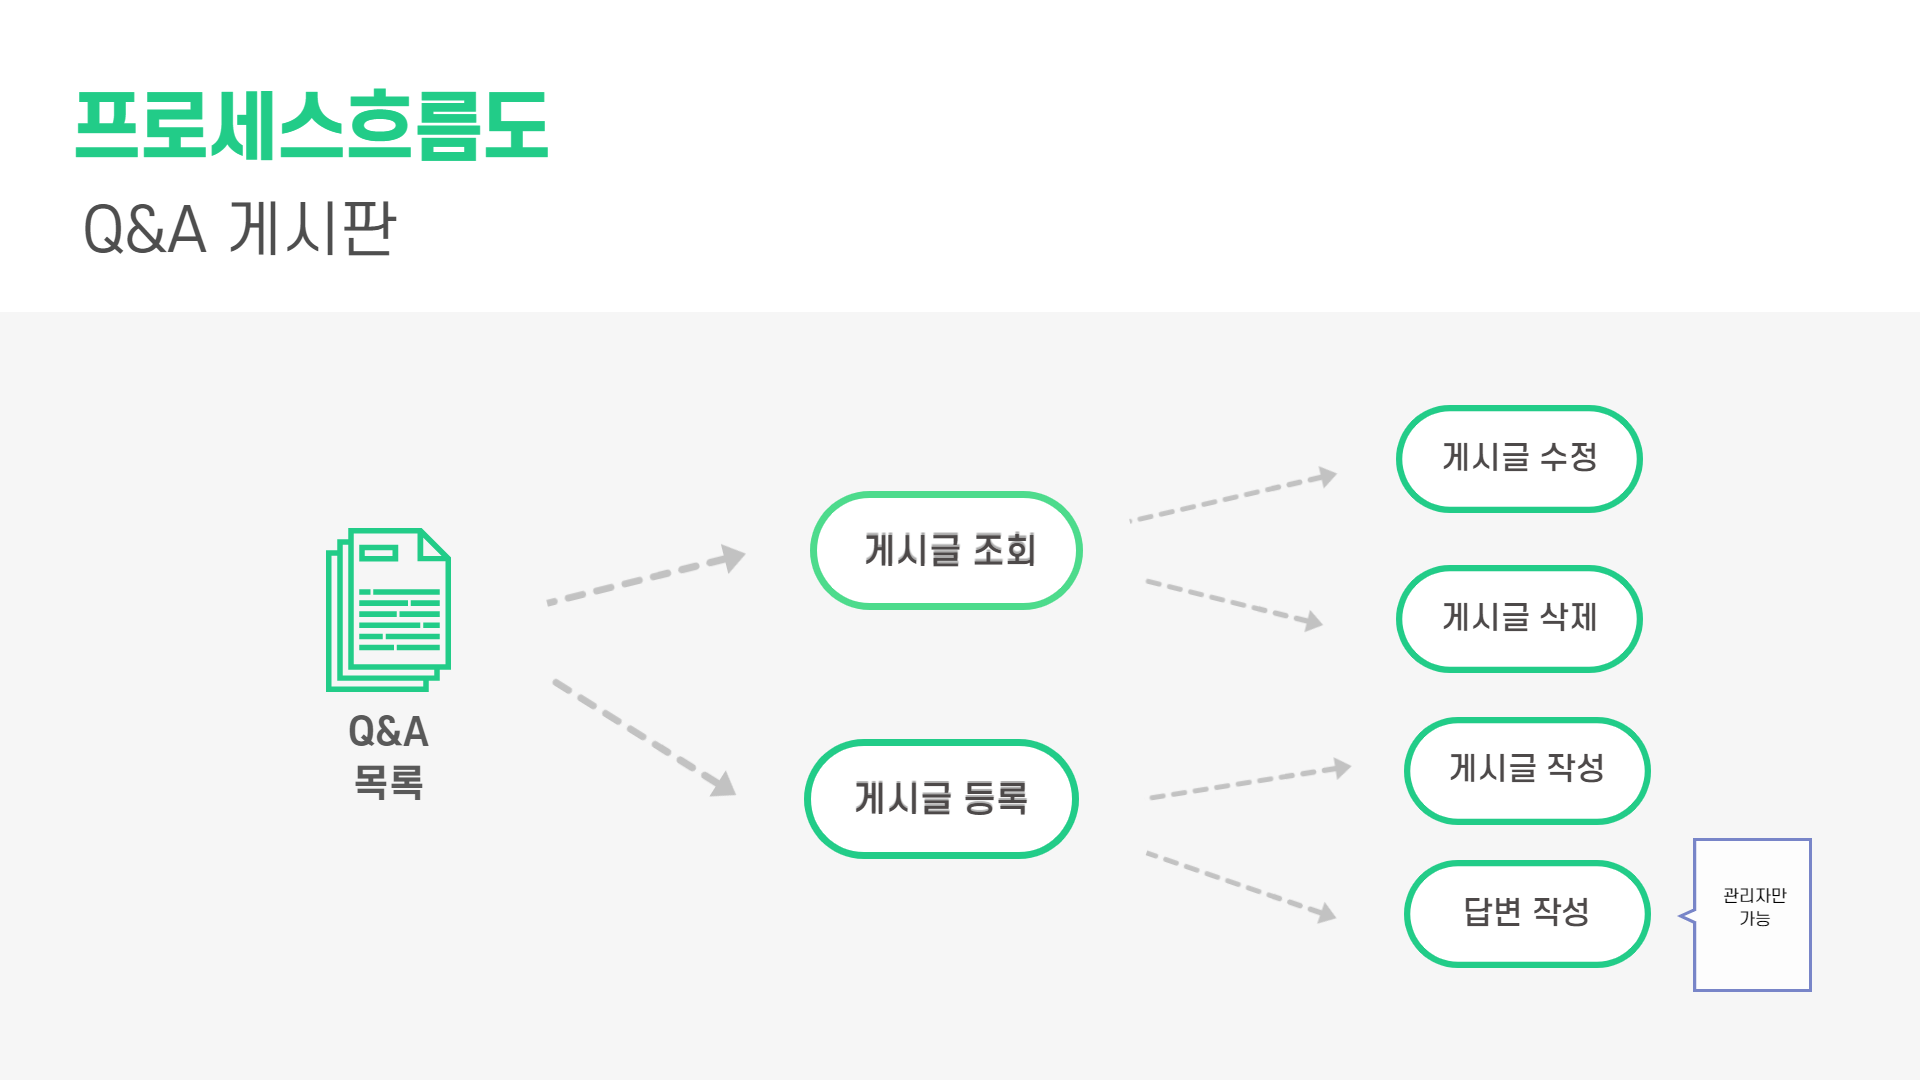 프로세스흐름도
Q&A 게시판
Q&A
목록
게시글 조회
게시글 등록
게시글 수정
게시글 삭제
게시글 작성
답변 작성
관리자만
가능